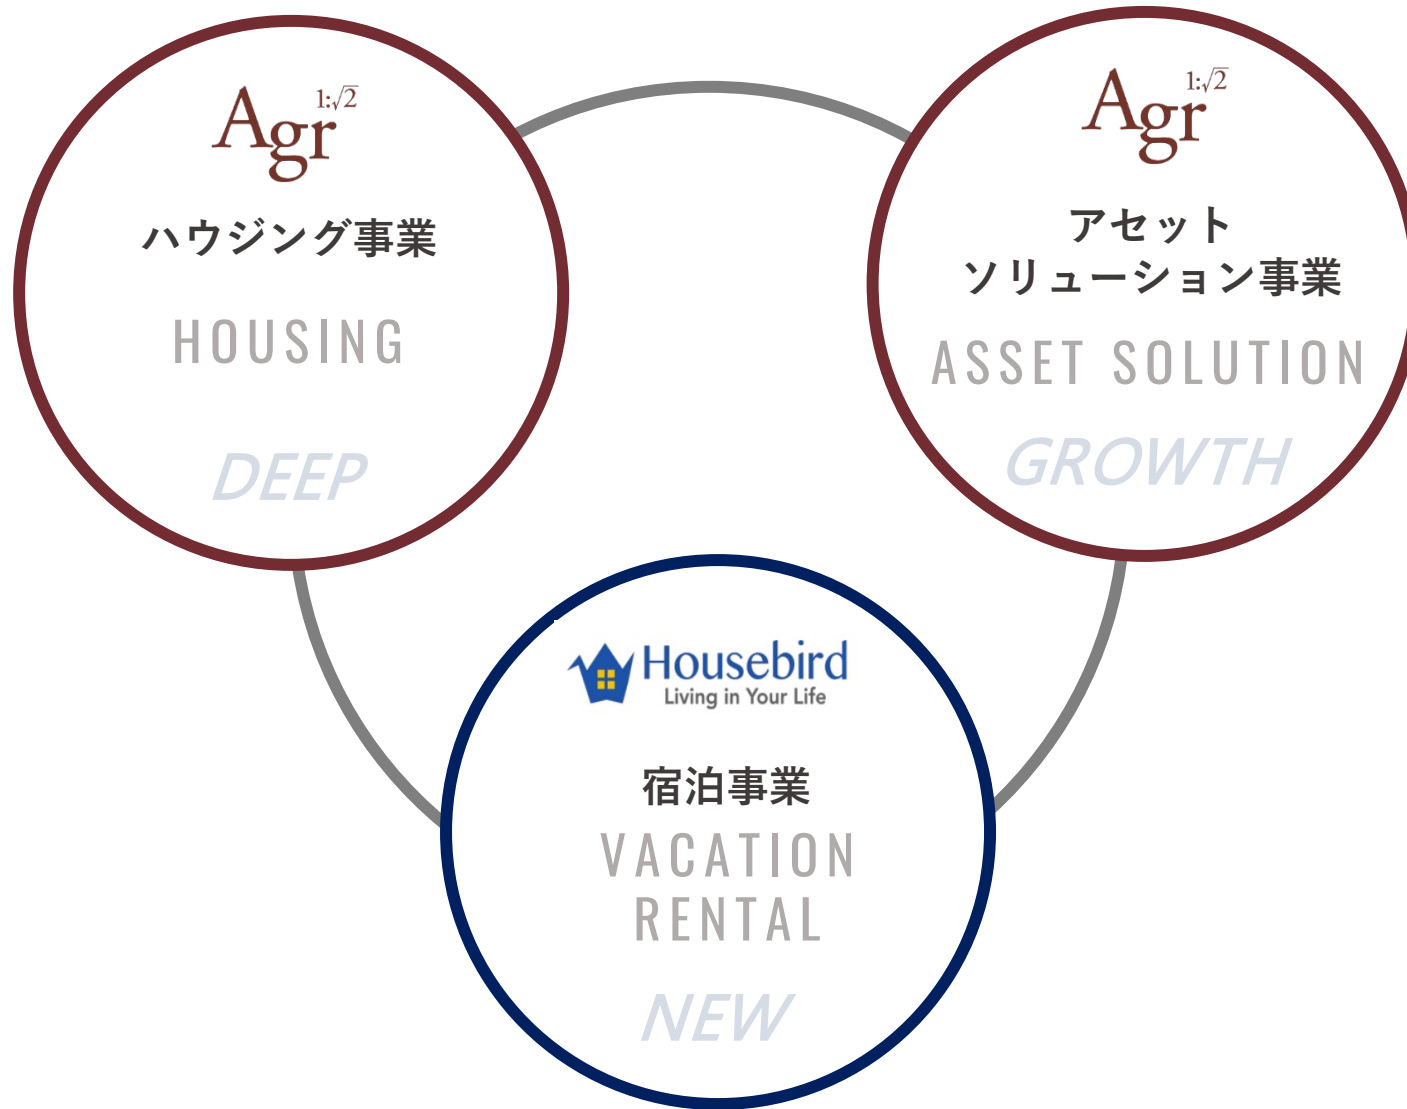 Agr 1:√2
ハウジング事業
HOUSING
DEEP
Agr 1:√2
アセット
ソリューション事業
ASSET SOLUTION
GROWTH
Housebird
Living in Your Life
宿泊事業
VACATION
RENTAL
NEW